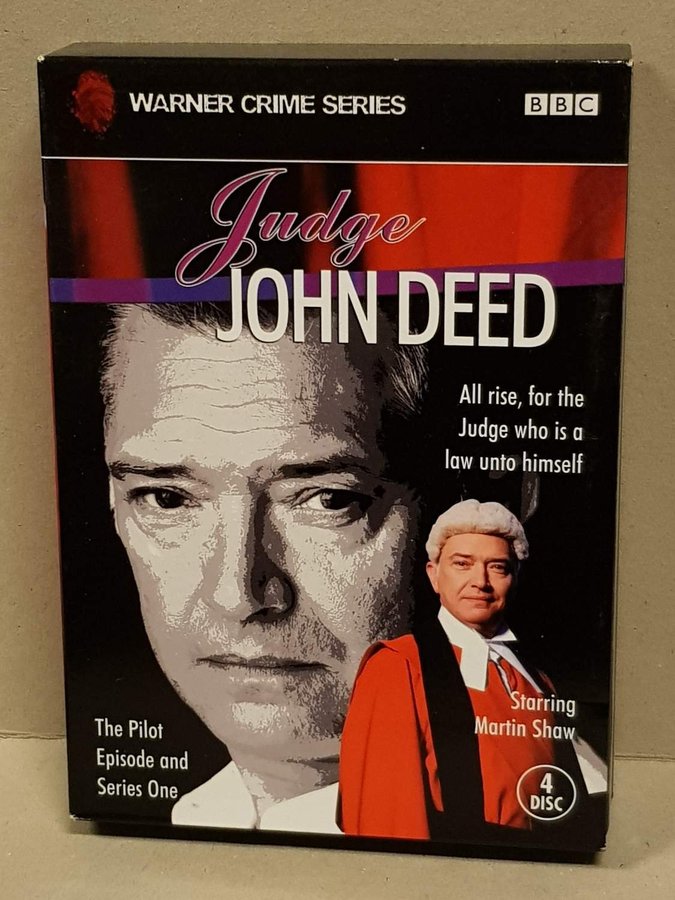 WARNER CRIME SERIES
BBC
Judge
JOHN DEED
All rise, for the
Judge who is a
law unto himself
Starring
Martin Shaw
The Pilot
Episode and
Series One
4
DISC